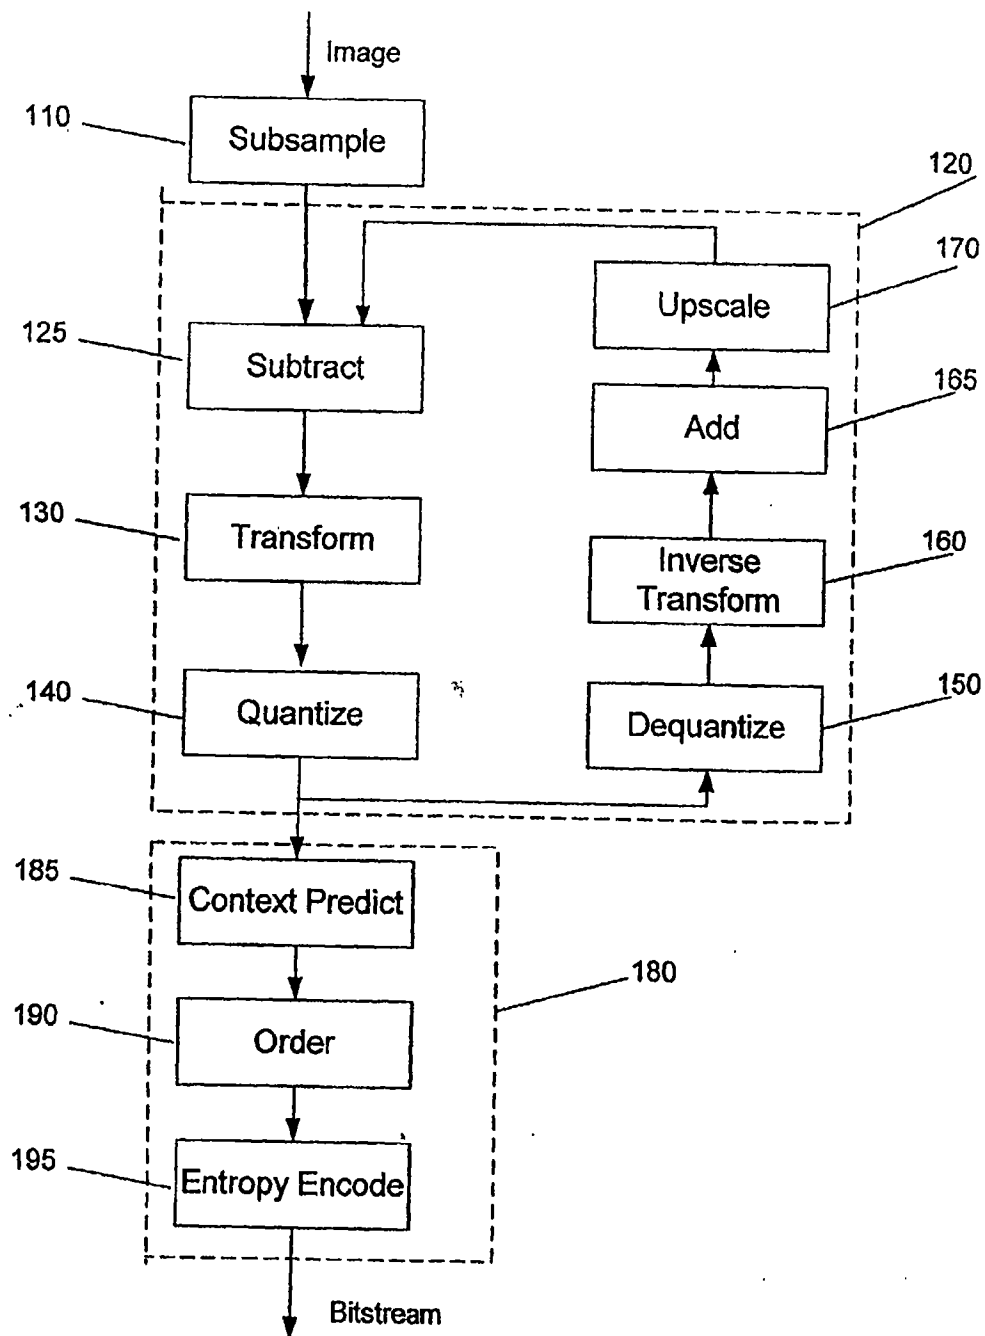 Image
110
Subsample
120
170
Upscale
125
Subtract
165
Add
130
Transform
160
Inverse
Transform
140
Quantize
150
Dequantize
185
Context Predict
180
190
Order
195
Entropy Encode
Bitstream